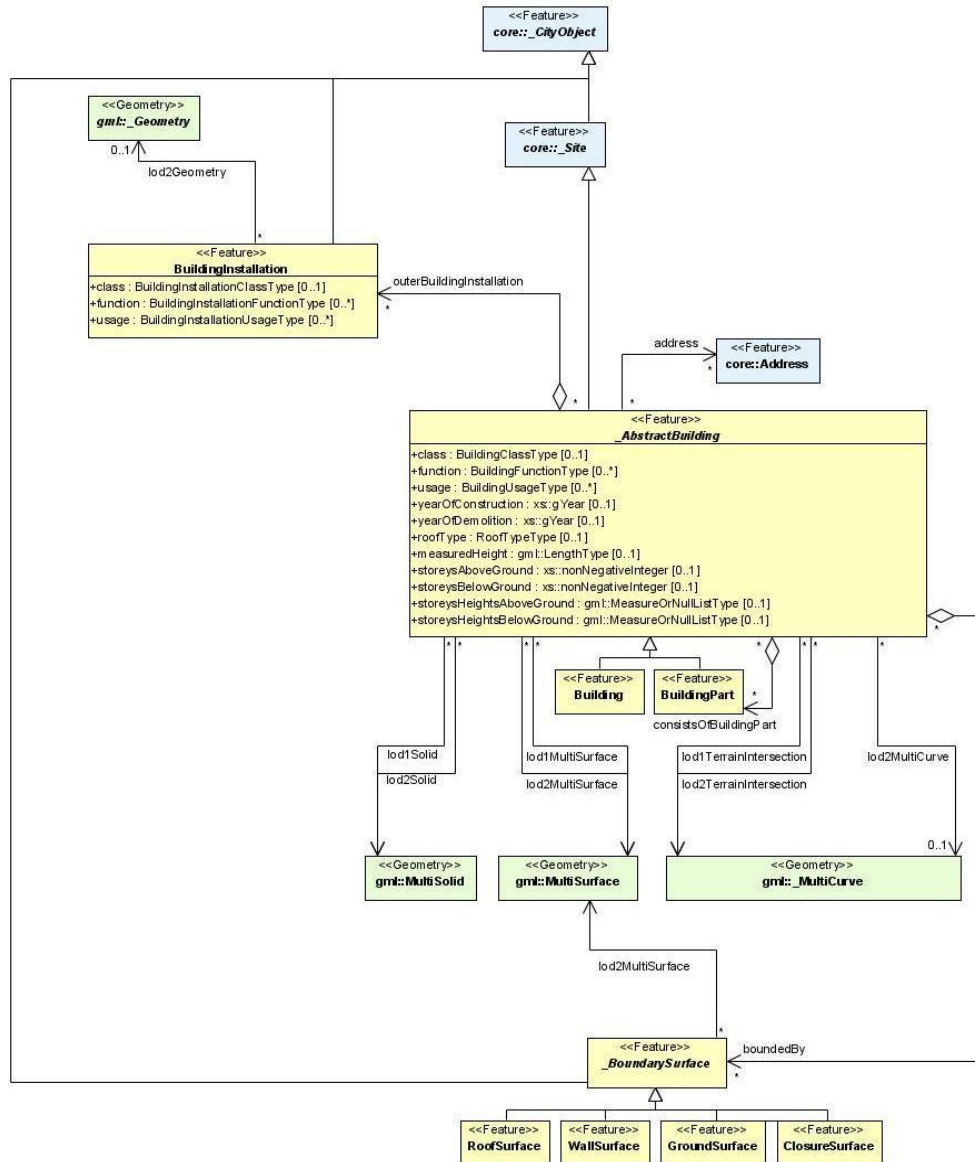 <<Feature>>
core::_CityObject
<<Geometry>>
gml::_Geometry
0..1
lod2Geometry
*
<<Feature>>
core::_Site
<<Feature>>
BuildingInstallation
+class : BuildingInstallationClassType [0..1]
+function : BuildingInstallationFunctionType [0..*]
+usage : BuildingInstallationUsageType [0..*]
outerBuildingInstallation
*
*
address
*
*
<<Feature>>
core::Address
<<Feature>>
_AbstractBuilding
+class : BuildingClassType [0..1]
+function : BuildingFunctionType [0..*]
+usage : BuildingUsageType [0..*]
+yearOfConstruction : xs::gYear [0..1]
+yearOfDemolition : xs::gYear [0..1]
+roofType : RoofTypeType [0..1]
+measuredHeight : gml::LengthType [0..1]
+storeysAboveGround : xs::nonNegativeInteger [0..1]
+storeysBelowGround : xs::nonNegativeInteger [0..1]
+storeysHeightsAboveGround : gml::MeasureOrNullListType [0..1]
+storeysHeightsBelowGround : gml::MeasureOrNullListType [0..1]
*
* * * * * * * *
<<Feature>>
Building
<<Feature>>
BuildingPart
*
consistsOfBuildingPart
lod1Solid
lod2Solid
lod1MultiSurface
lod2MultiSurface
lod1TerrainIntersection
lod2TerrainIntersection
lod2MultiCurve
0..1
<<Geometry>>
gml::MultiSolid
<<Geometry>>
gml::MultiSurface
<<Geometry>>
gml::_MultiCurve
lod2MultiSurface
*
<<Feature>>
_BoundarySurface
boundedBy
*
<<Feature>>
RoofSurface
<<Feature>>
WallSurface
<<Feature>>
GroundSurface
<<Feature>>
ClosureSurface